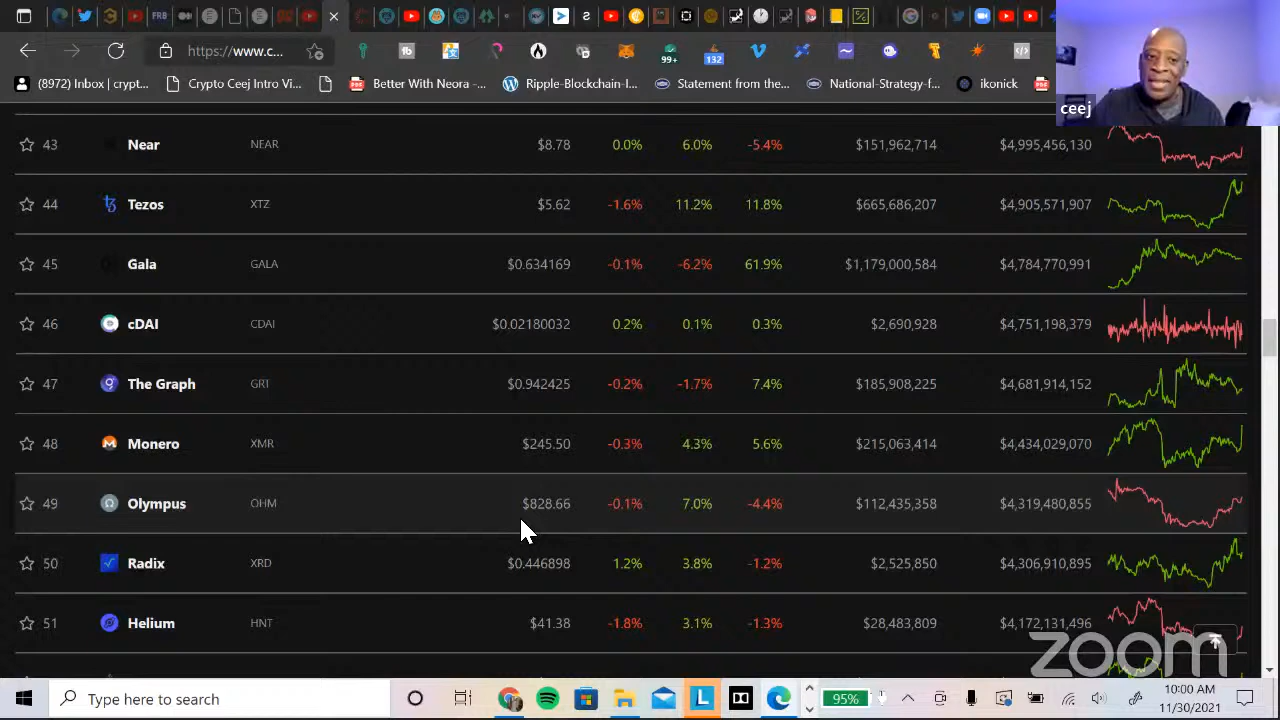 FRB
https://www.c...
99+
132
(8972) Inbox | crypt...
Crypto Ceej Intro Vi...
Better With Neora -...
Ripple-Blockchain-I...
Statement from the...
National-Strategy-f...
ikonick
ceej
43 Near NEAR $8.78 0.0% 6.0% -5.4% $151,962,714 $4,995,456,130
44 Tezos XTZ $5.62 -1.6% 11.2% 11.8% $665,686,207 $4,905,571,907
45 Gala GALA $0.634169 -0.1% -6.2% 61.9% $1,179,000,584 $4,784,770,991
46 cDAI CDAI $0.02180032 0.2% 0.1% 0.3% $2,690,928 $4,751,198,379
47 The Graph GRT $0.942425 -0.2% -1.7% 7.4% $185,908,225 $4,681,914,152
48 Monero XMR $245.50 -0.3% 4.3% 5.6% $215,063,414 $4,434,029,070
49 Olympus OHM $828.66 -0.1% 7.0% -4.4% $112,435,358 $4,319,480,855
50 Radix XRD $0.446898 1.2% 3.8% -1.2% $2,525,850 $4,306,910,895
51 Helium HNT $41.38 -1.8% 3.1% -1.3% $28,483,809 $4,172,131,496
zoom
Type here to search
95%
10:00 AM
11/30/2021